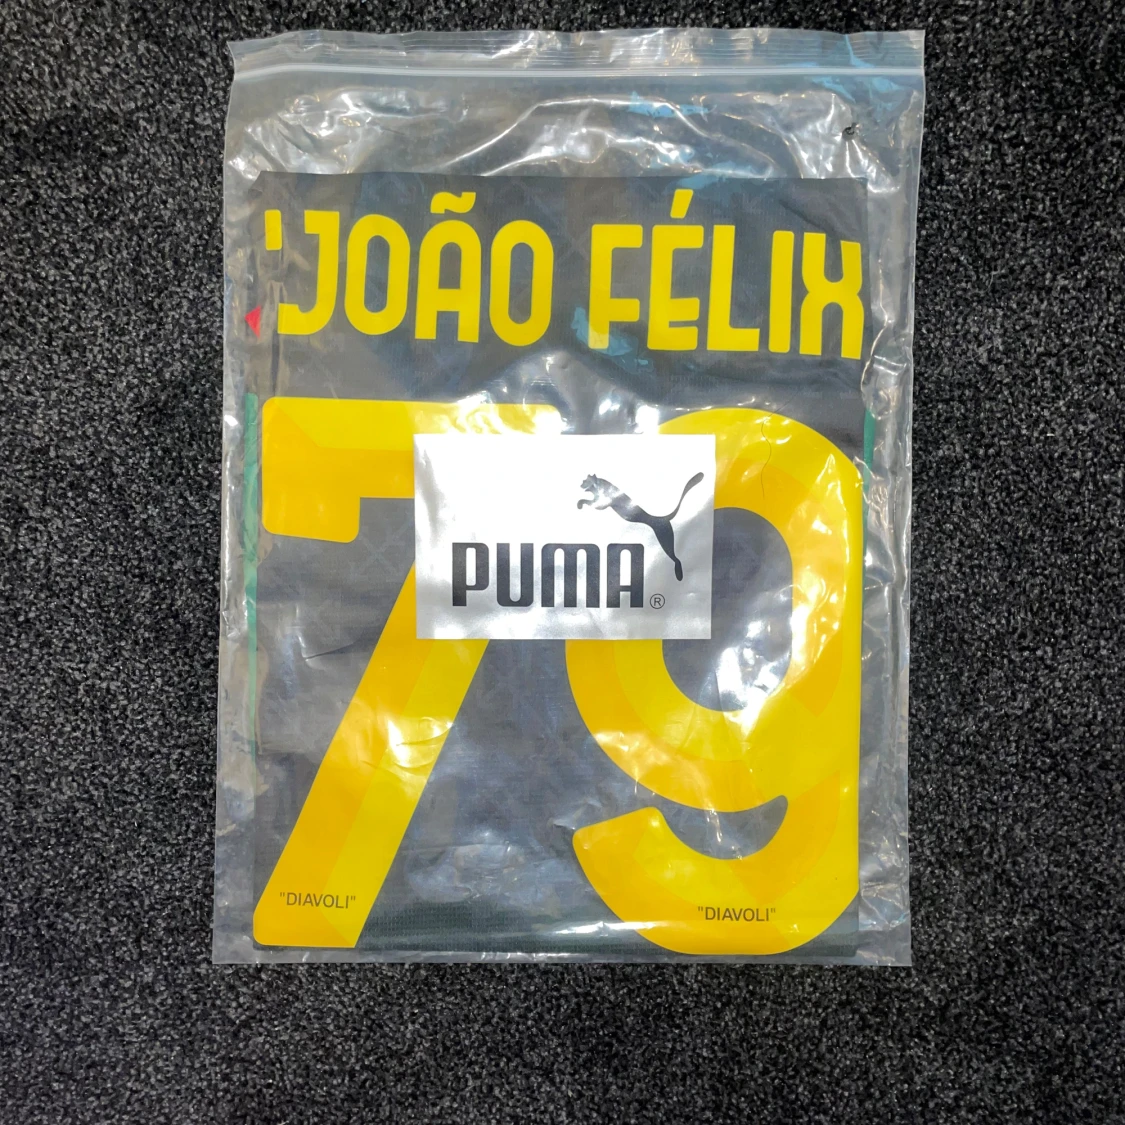 'JOÃO FÉLIX
79
PUMA®
"DIAVOLI"
"DIAVOLI"